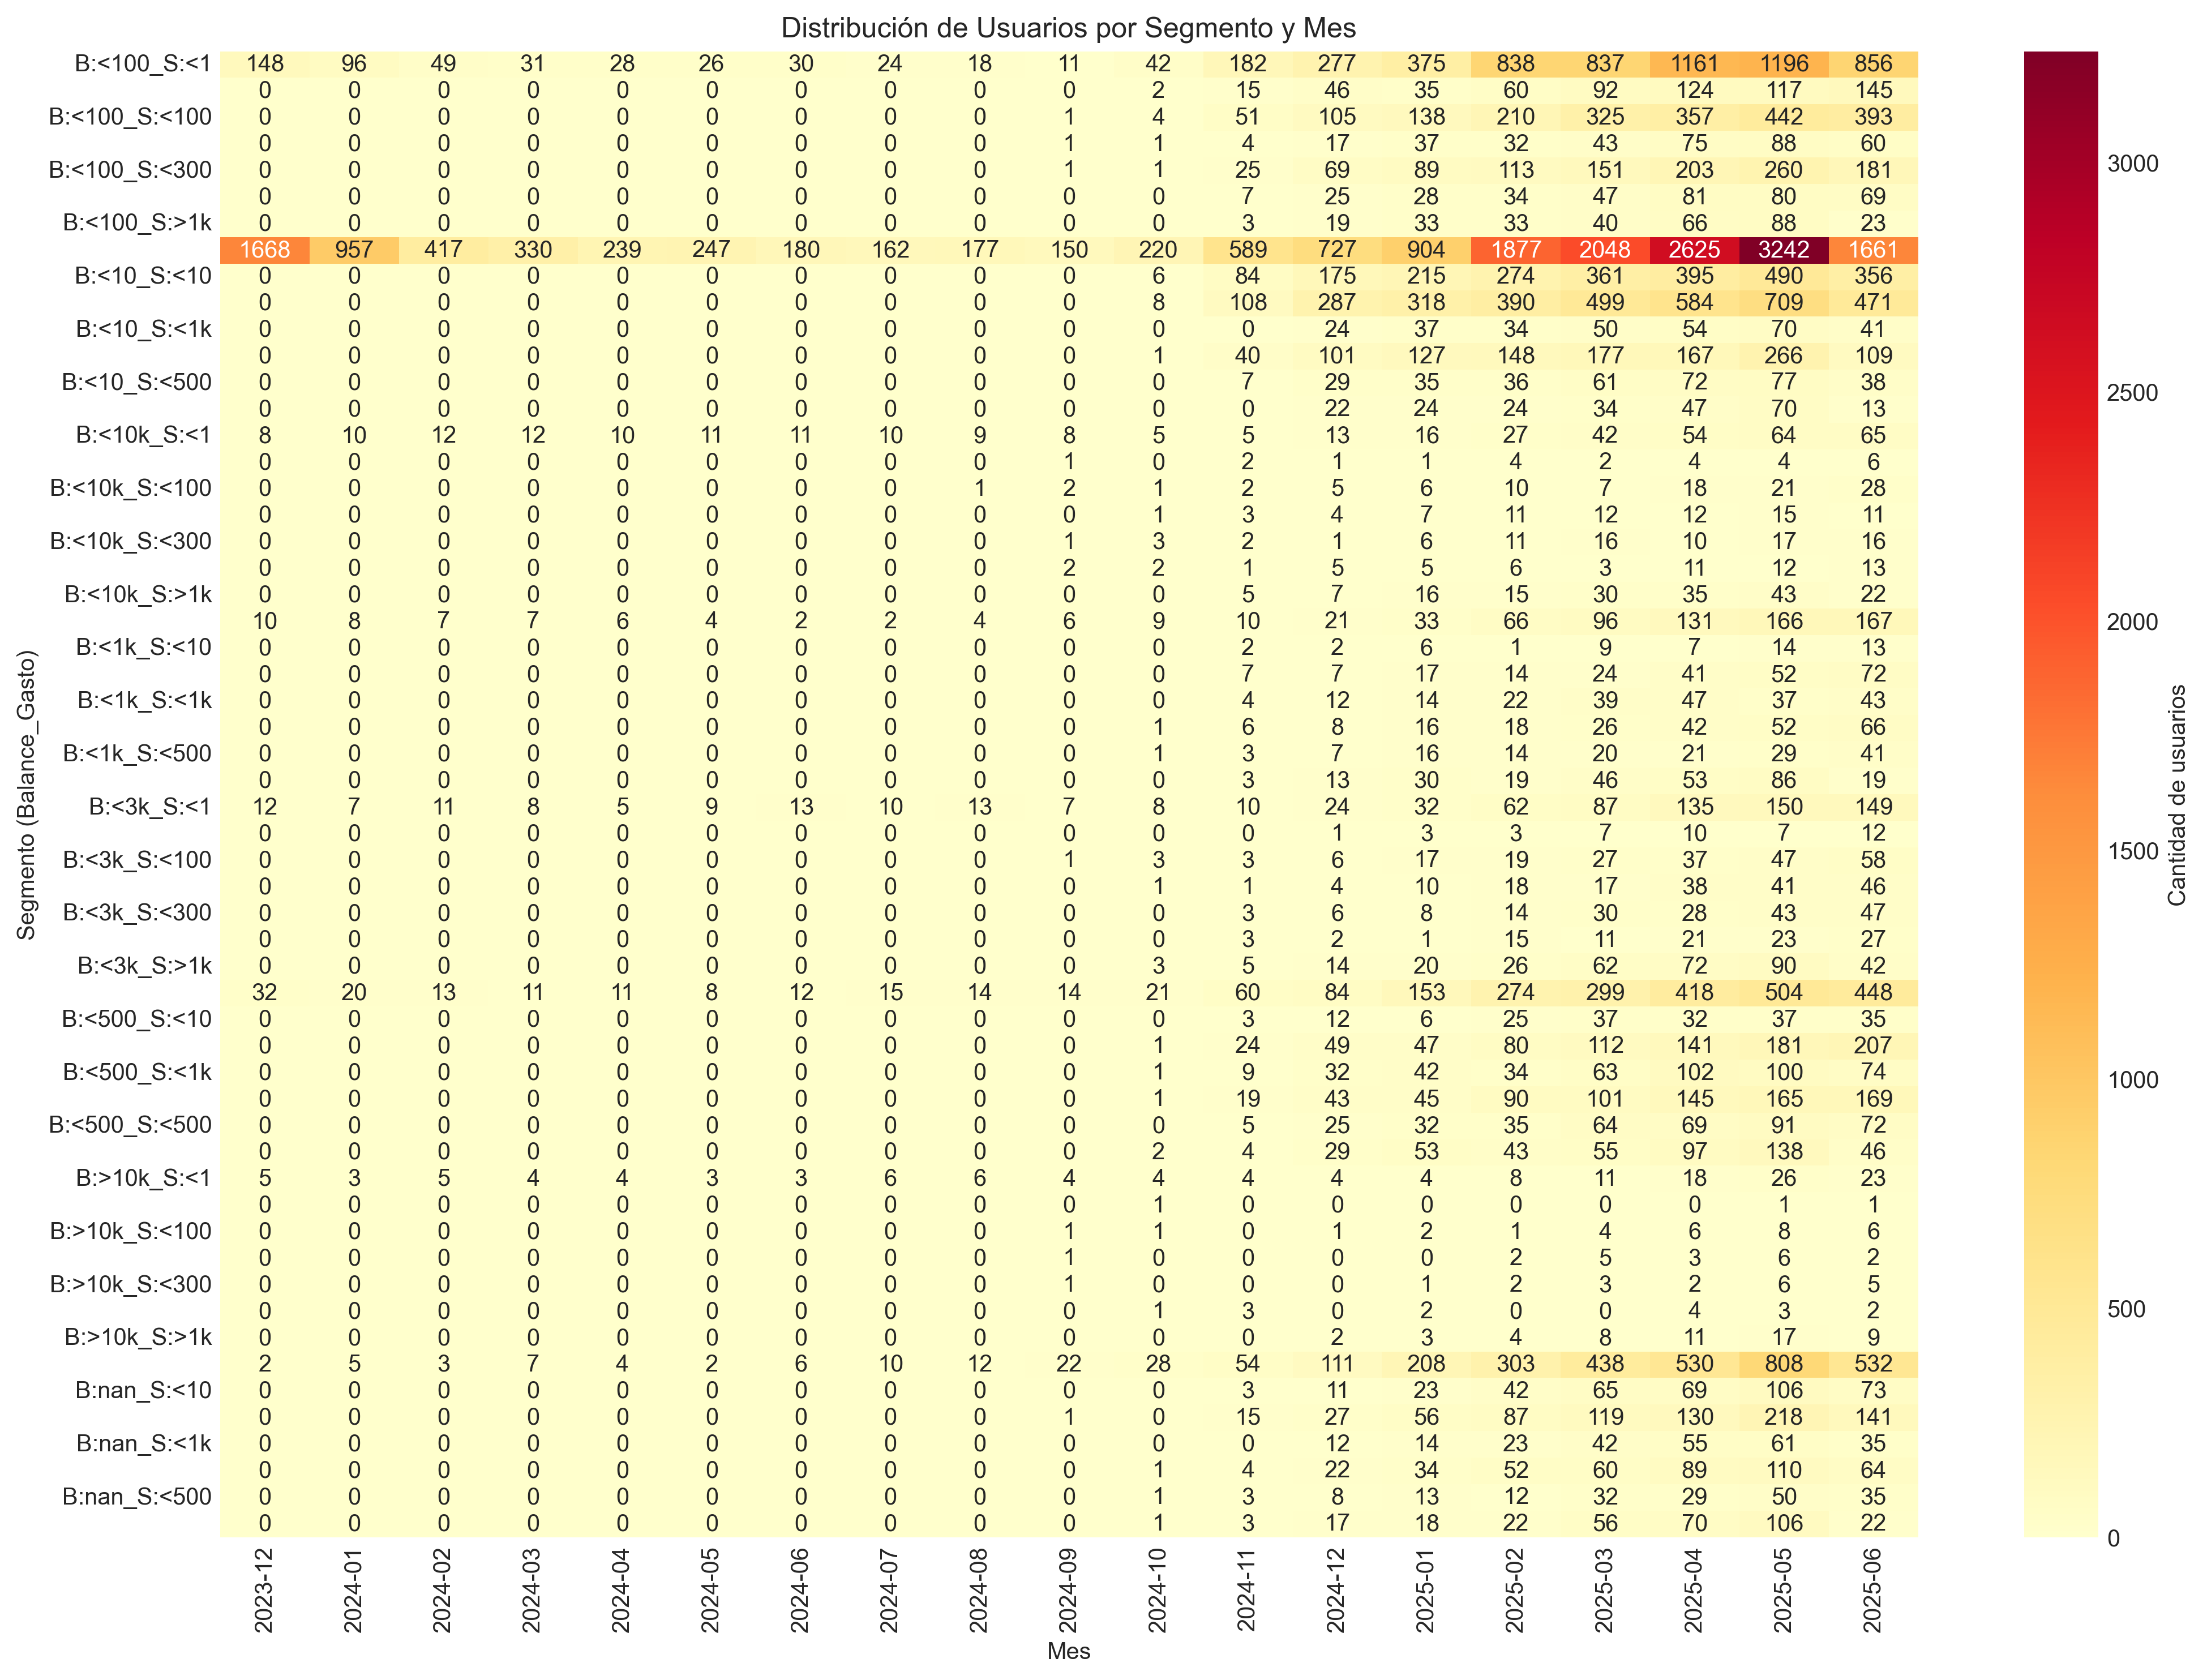 Distribución de Usuarios por Segmento y Mes
B:<100_S:<1 148 96 49 31 28 26 30 24 18 11 42 182 277 375 838 837 1161 1196 856
0 0 0 0 0 0 0 0 0 0 2 15 46 35 60 92 124 117 145
B:<100_S:<100 0 0 0 0 0 0 0 0 0 1 4 51 105 138 210 325 357 442 393
0 0 0 0 0 0 0 0 0 1 1 4 17 37 32 43 75 88 60
B:<100_S:<300 0 0 0 0 0 0 0 0 0 1 1 25 69 89 113 151 203 260 181
0 0 0 0 0 0 0 0 0 0 0 7 25 28 34 47 81 80 69
B:<100_S:>1k 0 0 0 0 0 0 0 0 0 0 0 3 19 33 33 40 66 88 23
1668 957 417 330 239 247 180 162 177 150 220 589 727 904 1877 2048 2625 3242 1661
B:<10_S:<10 0 0 0 0 0 0 0 0 0 0 6 84 175 215 274 361 395 490 356
0 0 0 0 0 0 0 0 0 0 8 108 287 318 390 499 584 709 471
B:<10_S:<1k 0 0 0 0 0 0 0 0 0 0 0 0 24 37 34 50 54 70 41
0 0 0 0 0 0 0 0 0 0 1 40 101 127 148 177 167 266 109
B:<10_S:<500 0 0 0 0 0 0 0 0 0 0 0 7 29 35 36 61 72 77 38
0 0 0 0 0 0 0 0 0 0 0 0 22 24 24 34 47 70 13
B:<10k_S:<1 8 10 12 12 10 11 11 10 9 8 5 5 13 16 27 42 54 64 65
0 0 0 0 0 0 0 0 0 1 0 2 1 1 4 2 4 4 6
B:<10k_S:<100 0 0 0 0 0 0 0 0 1 2 1 2 5 6 10 7 18 21 28
0 0 0 0 0 0 0 0 0 0 1 3 4 7 11 12 12 15 11
B:<10k_S:<300 0 0 0 0 0 0 0 0 0 1 3 2 1 6 11 16 10 17 16
0 0 0 0 0 0 0 0 0 2 2 1 5 5 6 3 11 12 13
B:<10k_S:>1k 0 0 0 0 0 0 0 0 0 0 0 5 7 16 15 30 35 43 22
10 8 7 7 6 4 2 2 4 6 9 10 21 33 66 96 131 166 167
B:<1k_S:<10 0 0 0 0 0 0 0 0 0 0 0 2 2 6 1 9 7 14 13
0 0 0 0 0 0 0 0 0 0 0 7 7 17 14 24 41 52 72
B:<1k_S:<1k 0 0 0 0 0 0 0 0 0 0 0 4 12 14 22 39 47 37 43
0 0 0 0 0 0 0 0 0 0 1 6 8 16 18 26 42 52 66
B:<1k_S:<500 0 0 0 0 0 0 0 0 0 0 1 3 7 16 14 20 21 29 41
0 0 0 0 0 0 0 0 0 0 0 3 13 30 19 46 53 86 19
B:<3k_S:<1 12 7 11 8 5 9 13 10 13 7 8 10 24 32 62 87 135 150 149
0 0 0 0 0 0 0 0 0 0 0 0 1 3 3 7 10 7 12
B:<3k_S:<100 0 0 0 0 0 0 0 0 0 1 3 3 6 17 19 27 37 47 58
0 0 0 0 0 0 0 0 0 0 1 1 4 10 18 17 38 41 46
B:<3k_S:<300 0 0 0 0 0 0 0 0 0 0 0 3 6 8 14 30 28 43 47
0 0 0 0 0 0 0 0 0 0 0 3 2 1 15 11 21 23 27
B:<3k_S:>1k 0 0 0 0 0 0 0 0 0 0 3 5 14 20 26 62 72 90 42
32 20 13 11 11 8 12 15 14 14 21 60 84 153 274 299 418 504 448
B:<500_S:<10 0 0 0 0 0 0 0 0 0 0 0 3 12 6 25 37 32 37 35
0 0 0 0 0 0 0 0 0 0 1 24 49 47 80 112 141 181 207
B:<500_S:<1k 0 0 0 0 0 0 0 0 0 0 1 9 32 42 34 63 102 100 74
0 0 0 0 0 0 0 0 0 0 1 19 43 45 90 101 145 165 169
B:<500_S:<500 0 0 0 0 0 0 0 0 0 0 0 5 25 32 35 64 69 91 72
0 0 0 0 0 0 0 0 0 0 2 4 29 53 43 55 97 138 46
B:>10k_S:<1 5 3 5 4 4 3 3 6 6 4 4 4 4 4 8 11 18 26 23
0 0 0 0 0 0 0 0 0 0 1 0 0 0 0 0 0 1 1
B:>10k_S:<100 0 0 0 0 0 0 0 0 0 1 1 0 1 2 1 4 6 8 6
0 0 0 0 0 0 0 0 0 1 0 0 0 0 2 5 3 6 2
B:>10k_S:<300 0 0 0 0 0 0 0 0 0 1 0 0 0 1 2 3 2 6 5
0 0 0 0 0 0 0 0 0 0 1 3 0 2 0 0 4 3 2
B:>10k_S:>1k 0 0 0 0 0 0 0 0 0 0 0 0 2 3 4 8 11 17 9
2 5 3 7 4 2 6 10 12 22 28 54 111 208 303 438 530 808 532
B:nan_S:<10 0 0 0 0 0 0 0 0 0 0 0 3 11 23 42 65 69 106 73
0 0 0 0 0 0 0 0 0 1 0 15 27 56 87 119 130 218 141
B:nan_S:<1k 0 0 0 0 0 0 0 0 0 0 0 0 12 14 23 42 55 61 35
0 0 0 0 0 0 0 0 0 0 1 4 22 34 52 60 89 110 64
B:nan_S:<500 0 0 0 0 0 0 0 0 0 0 1 3 8 13 12 32 29 50 35
0 0 0 0 0 0 0 0 0 0 1 3 17 18 22 56 70 106 22
2023-12 2024-01 2024-02 2024-03 2024-04 2024-05 2024-06 2024-07 2024-08 2024-09 2024-10 2024-11 2024-12 2025-01 2025-02 2025-03 2025-04 2025-05 2025-06
Mes
Segmento (Balance_Gasto)
3000
2500
2000
1500
1000
500
0
Cantidad de usuarios